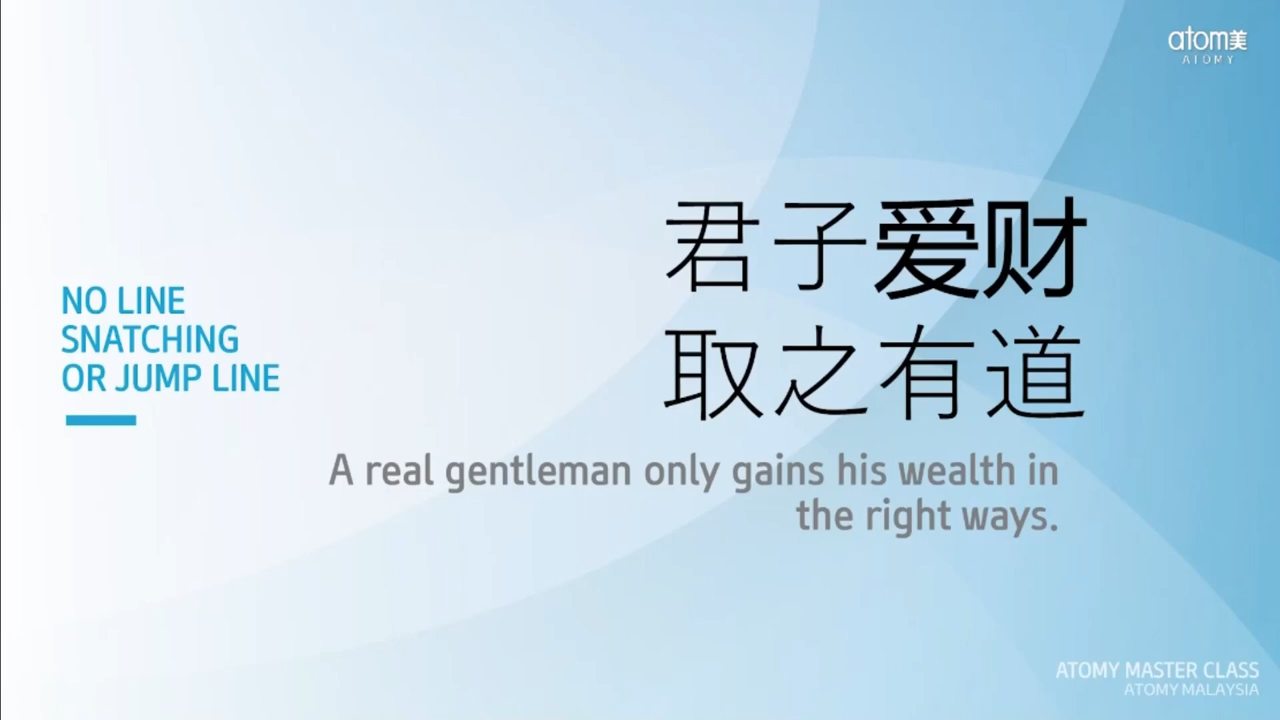 atom美
ATOMY
NO LINE
SNATCHING
OR JUMP LINE
君子爱财
取之有道
A real gentleman only gains his wealth in
the right ways.
ATOMY MASTER CLASS
ATOMY MALAYSIA